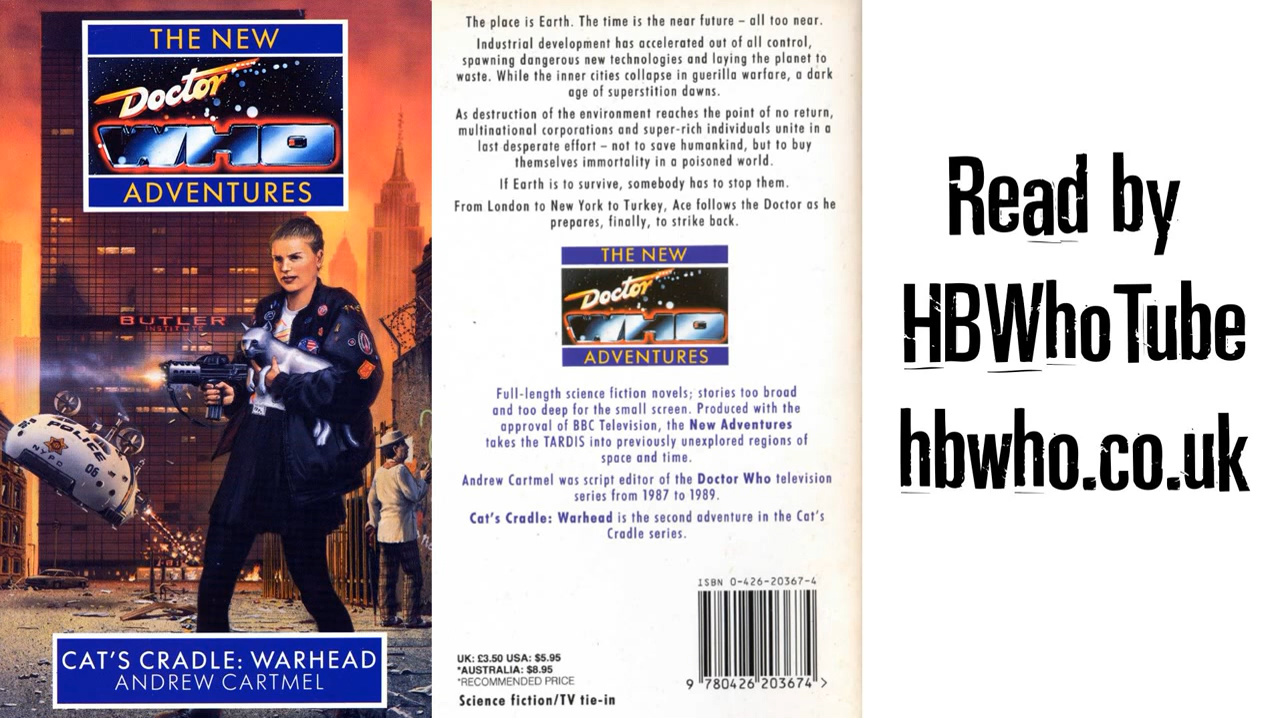 THE NEW
Doctor
WHO
ADVENTURES
BUTLER
INSTITUTE
POLICE
NYPD
06
CAT'S CRADLE: WARHEAD
ANDREW CARTMEL
The place is Earth. The time is the near future – all too near.
Industrial development has accelerated out of all control,
spawning dangerous new technologies and laying the planet to
waste. While the inner cities collapse in guerilla warfare, a dark
age of superstition dawns.
As destruction of the environment reaches the point of no return,
multinational corporations and super-rich individuals unite in a
last desperate effort – not to save humankind, but to buy
themselves immortality in a poisoned world.
If Earth is to survive, somebody has to stop them.
From London to New York to Turkey, Ace follows the Doctor as he
prepares, finally, to strike back.
THE NEW
Doctor
WHO
ADVENTURES
Full-length science fiction novels; stories too broad
and too deep for the small screen. Produced with the
approval of BBC Television, the New Adventures
takes the TARDIS into previously unexplored regions of
space and time.
Andrew Cartmel was script editor of the Doctor Who television
series from 1987 to 1989.
Cat's Cradle: Warhead is the second adventure in the Cat's
Cradle series.
ISBN 0-426-20367-4
9 780426 203674 >
UK: £3.50 USA: $5.95
*AUSTRALIA: $8.95
*RECOMMENDED PRICE
Science fiction/TV tie-in
Read by
HBWhoTube
hbwho.co.uk